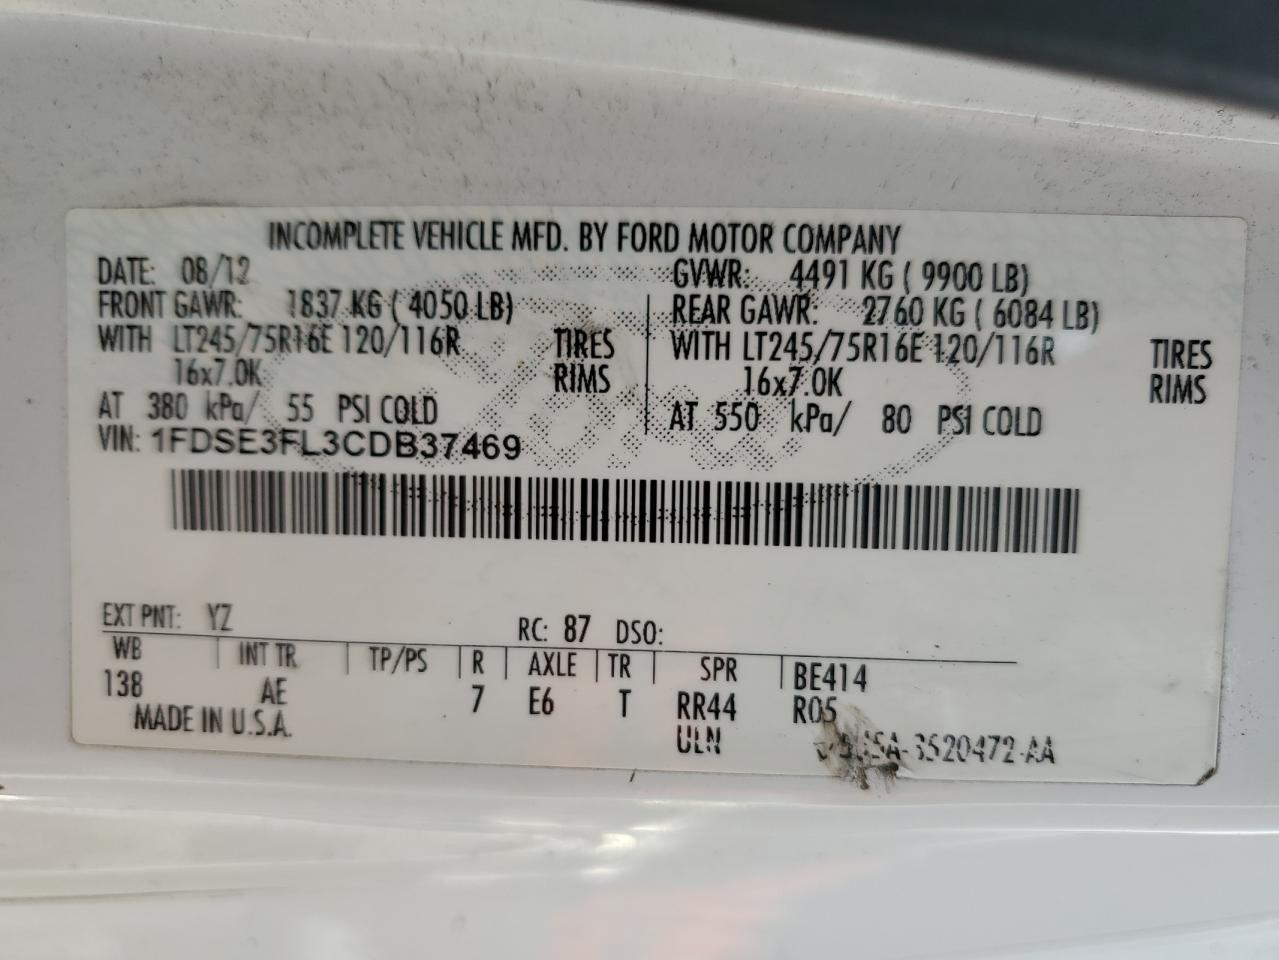 INCOMPLETE VEHICLE MFD. BY FORD MOTOR COMPANY
DATE: 08/12 GVWR: 4491 KG ( 9900 LB)
FRONT GAWR: 1837 KG ( 4050 LB) REAR GAWR: 2760 KG ( 6084 LB)
WITH LT245/75R16E 120/116R TIRES WITH LT245/75R16E 120/116R TIRES
16x7.0K RIMS 16x7.0K RIMS
AT 380 kPa/ 55 PSI COLD AT 550 kPa/ 80 PSI COLD
VIN: 1FDSE3FL3CDB37469
EXT PNT: YZ RC: 87 DSO:
WB INT TR TP/PS R AXLE TR SPR BE414
138 AE 7 E6 T RR44 R05
MADE IN U.S.A. ULN